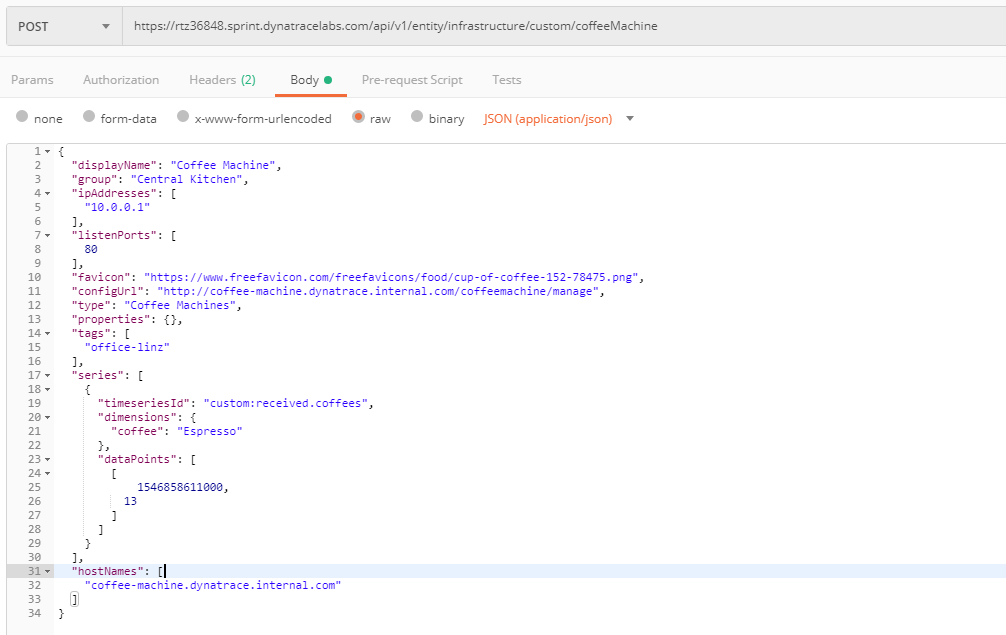 POST https://rtz36848.sprint.dynatracelabs.com/api/v1/entity/infrastructure/custom/coffeeMachine
Params Authorization Headers (2) Body Pre-request Script Tests
none form-data x-www-form-urlencoded raw binary JSON (application/json)
1 {
2 "displayName": "Coffee Machine",
3 "group": "Central Kitchen",
4 "ipAddresses": [
5 "10.0.0.1"
6 ],
7 "listenPorts": [
8 80
9 ],
10 "favicon": "https://www.freefavicon.com/freefavicons/food/cup-of-coffee-152-78475.png",
11 "configUrl": "http://coffee-machine.dynatrace.internal.com/coffeemachine/manage",
12 "type": "Coffee Machines",
13 "properties": {},
14 "tags": [
15 "office-linz"
16 ],
17 "series": [
18 {
19 "timeseriesId": "custom:received.coffees",
20 "dimensions": {
21 "coffee": "Espresso"
22 },
23 "dataPoints": [
24 [
25 1546858611000,
26 13
27 ]
28 ]
29 }
30 ],
31 "hostNames": [
32 "coffee-machine.dynatrace.internal.com"
33 ]
34 }